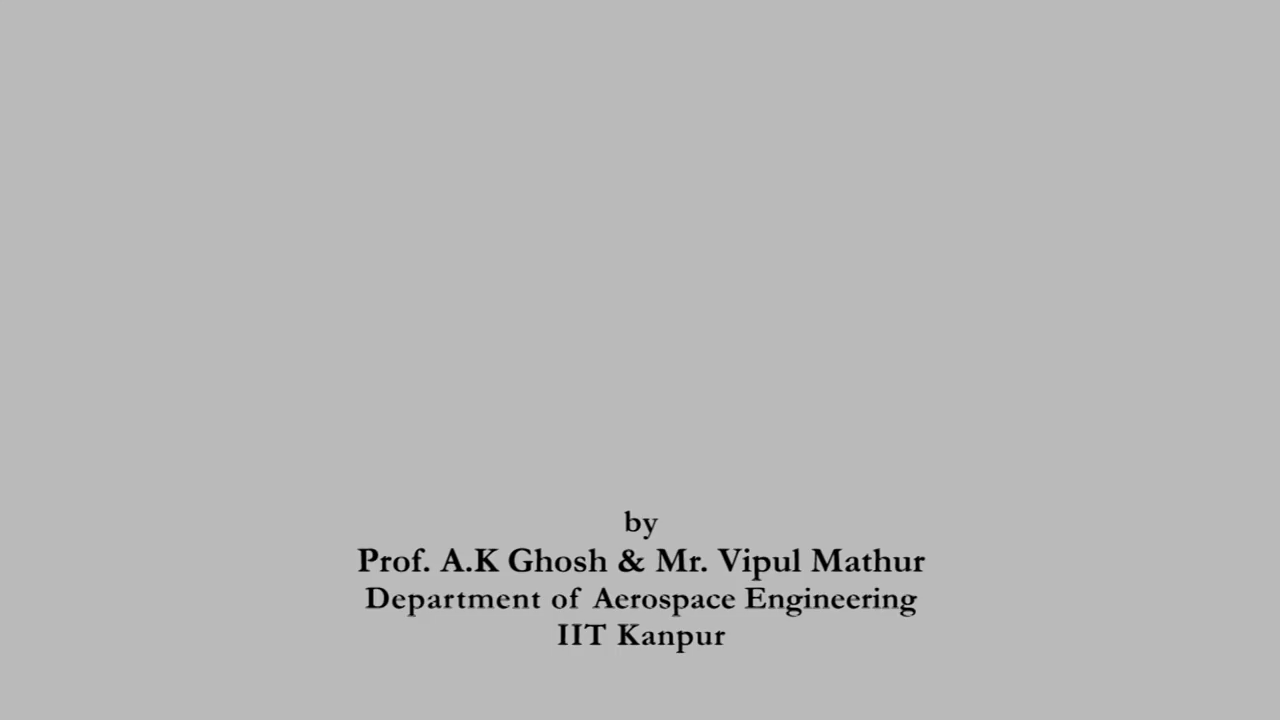 by
Prof. A.K Ghosh & Mr. Vipul Mathur
Department of Aerospace Engineering
IIT Kanpur